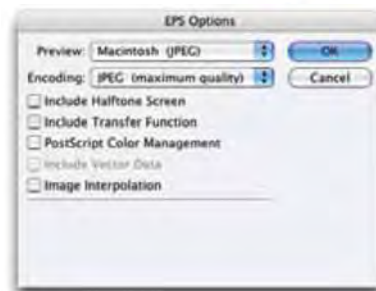 EPS Options
Preview: Macintosh (JPEG)
OK
Encoding: JPEG (maximum quality)
Cancel
Include Halftone Screen
Include Transfer Function
PostScript Color Management
Include Vector Data
Image Interpolation